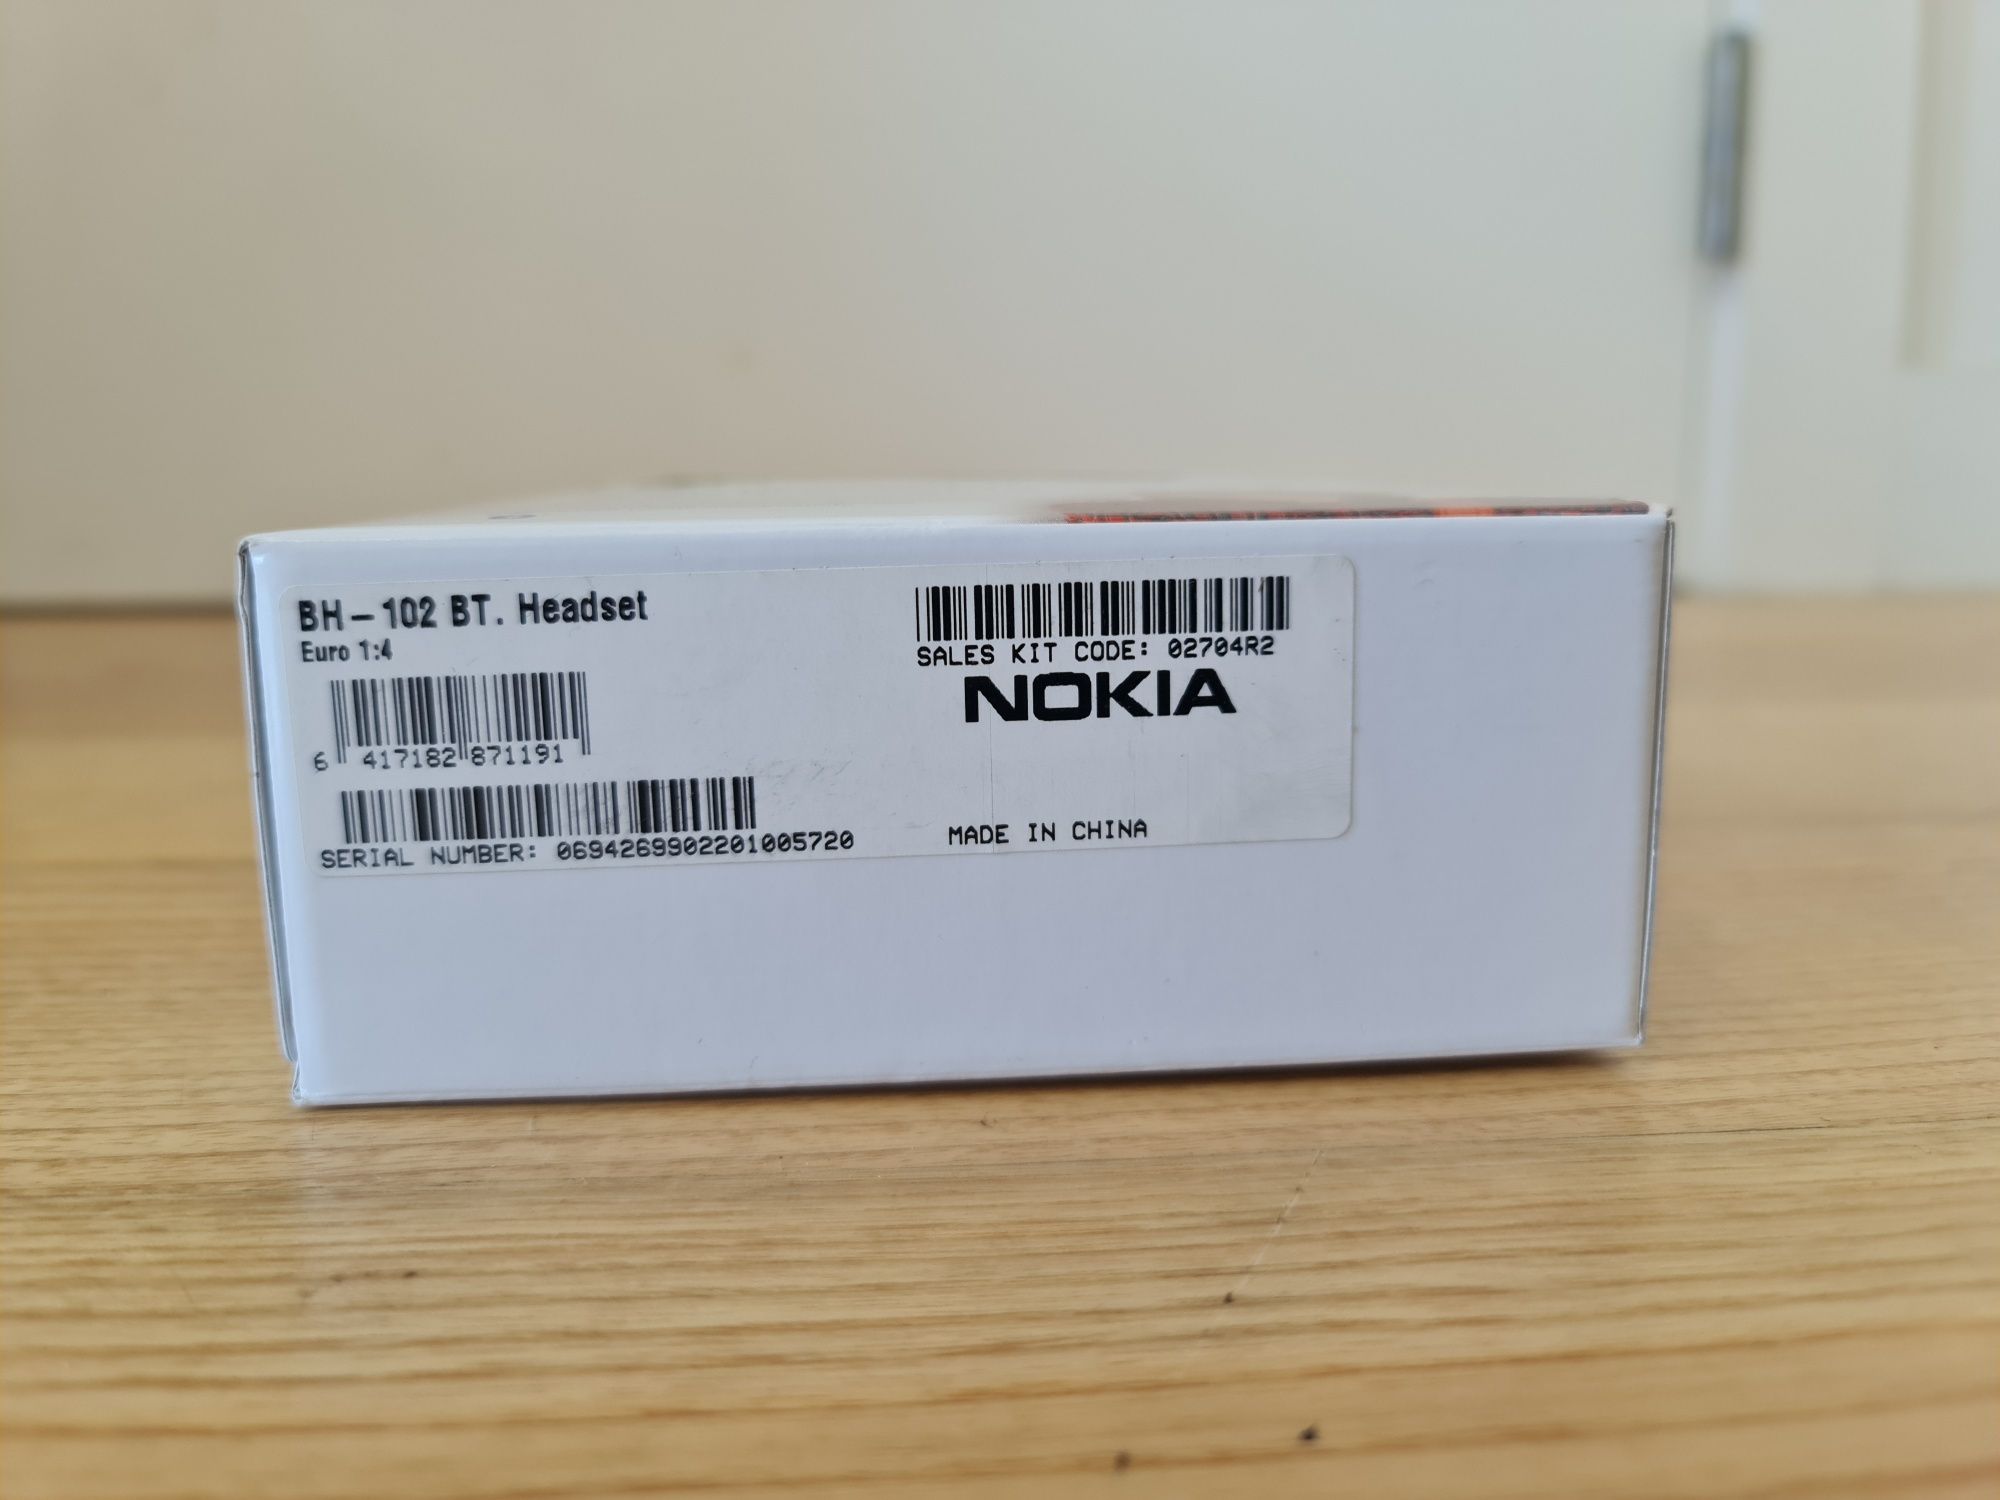 BH-102 BT. Headset
Euro 1:4
6 417182 871191
SERIAL NUMBER: 0694269902201005720
SALES KIT CODE: 02704R2
NOKIA
MADE IN CHINA